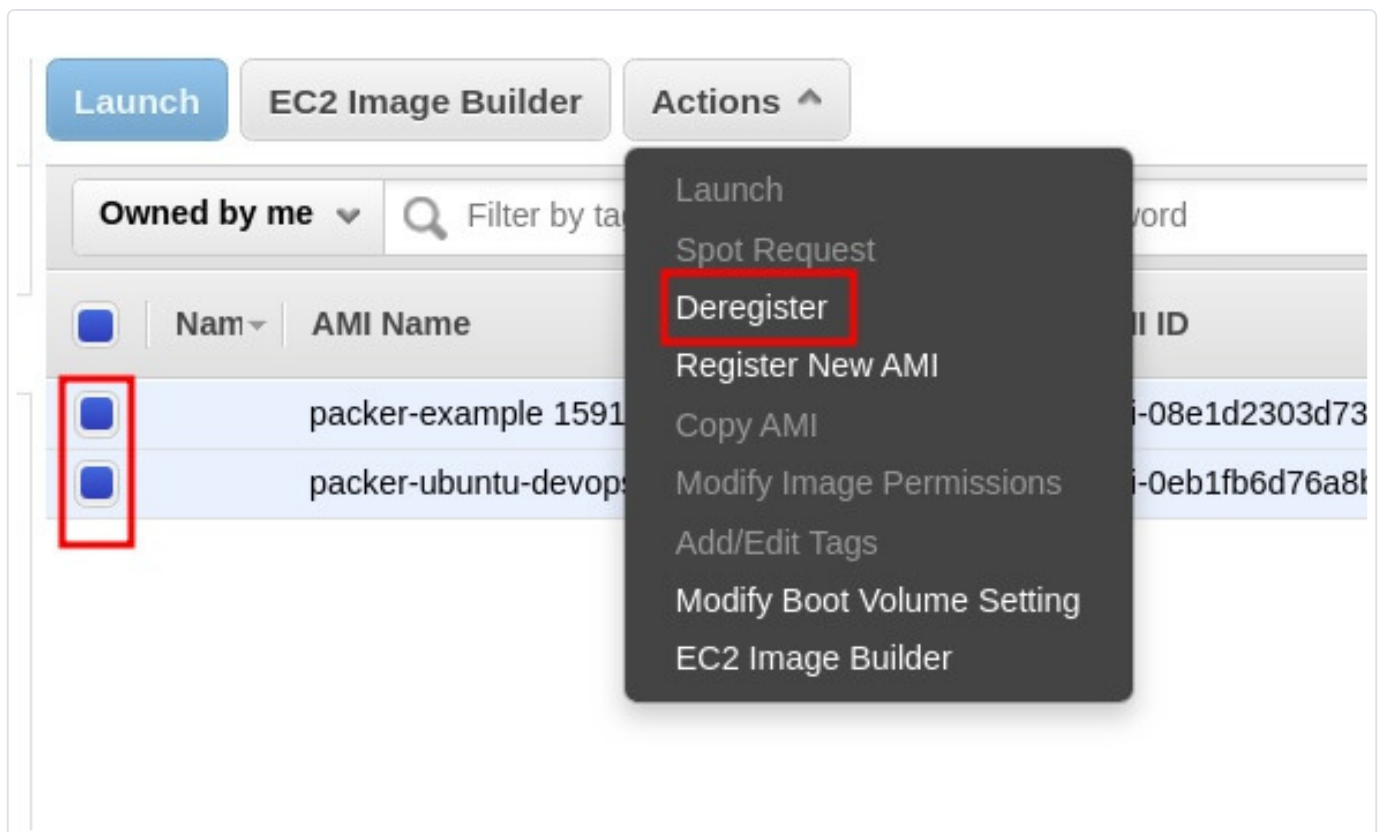 Launch EC2 Image Builder Actions
Launch
Owned by me Filter by ord
Spot Request
Deregister
Nam AMI Name ID
Register New AMI
packer-example 1591 i-08e1d2303d73
Copy AMI
packer-ubuntu-devops Modify Image Permissions i-0eb1fb6d76a8
Add/Edit Tags
Modify Boot Volume Setting
EC2 Image Builder